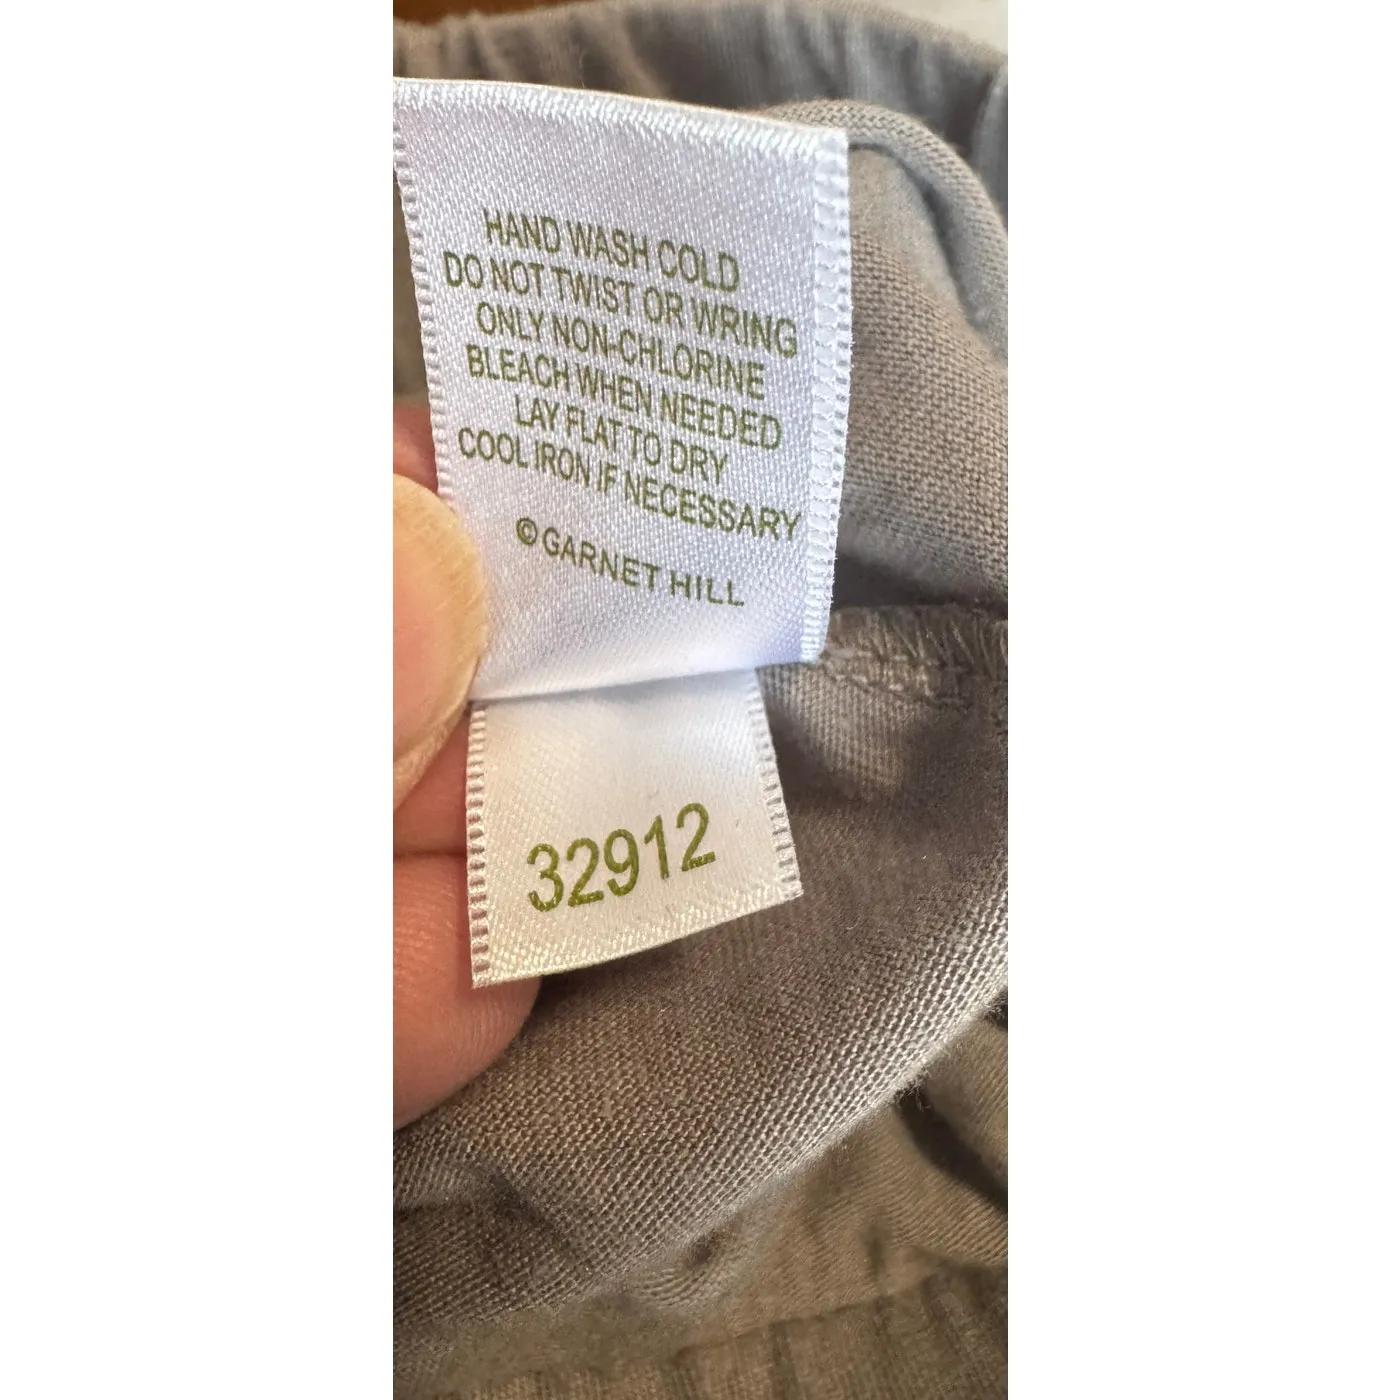 HAND WASH COLD
DO NOT TWIST OR WRING
ONLY NON-CHLORINE
BLEACH WHEN NEEDED
LAY FLAT TO DRY
COOL IRON IF NECESSARY
© GARNET HILL
32912